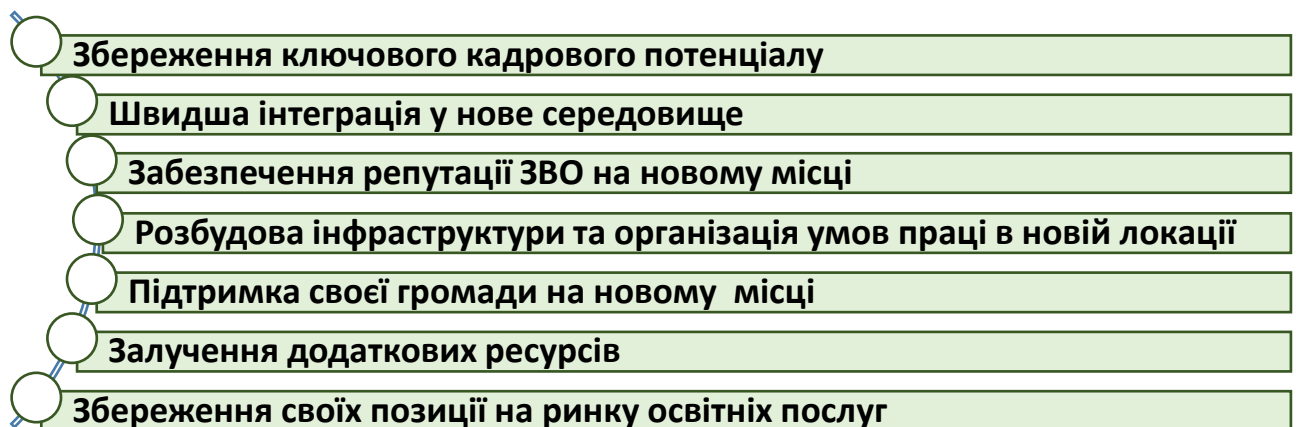 Збереження ключового кадрового потенціалу
Швидша інтеграція у нове середовище
Забезпечення репутації ЗВО на новому місці
Розбудова інфраструктури та організація умов праці в новій локації
Підтримка своєї громади на новому місці
Залучення додаткових ресурсів
Збереження своїх позиції на ринку освітніх послуг